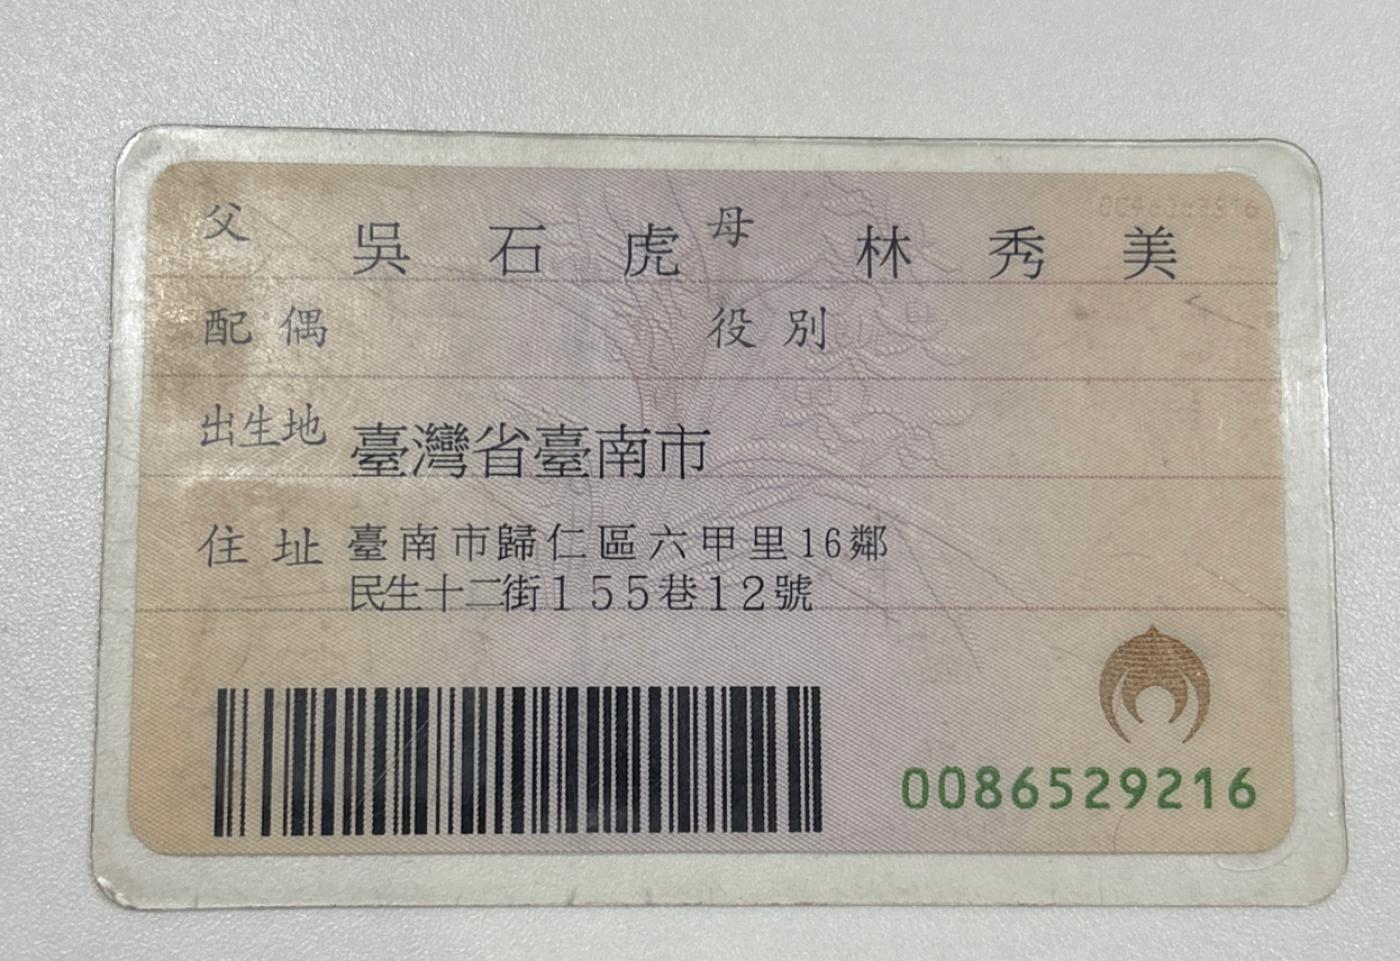 父 吳石虎 母 林秀美
配偶 役別
出生地 臺灣省臺南市
住址 臺南市歸仁區六甲里16鄰
民生十二街155巷12號
0086529216